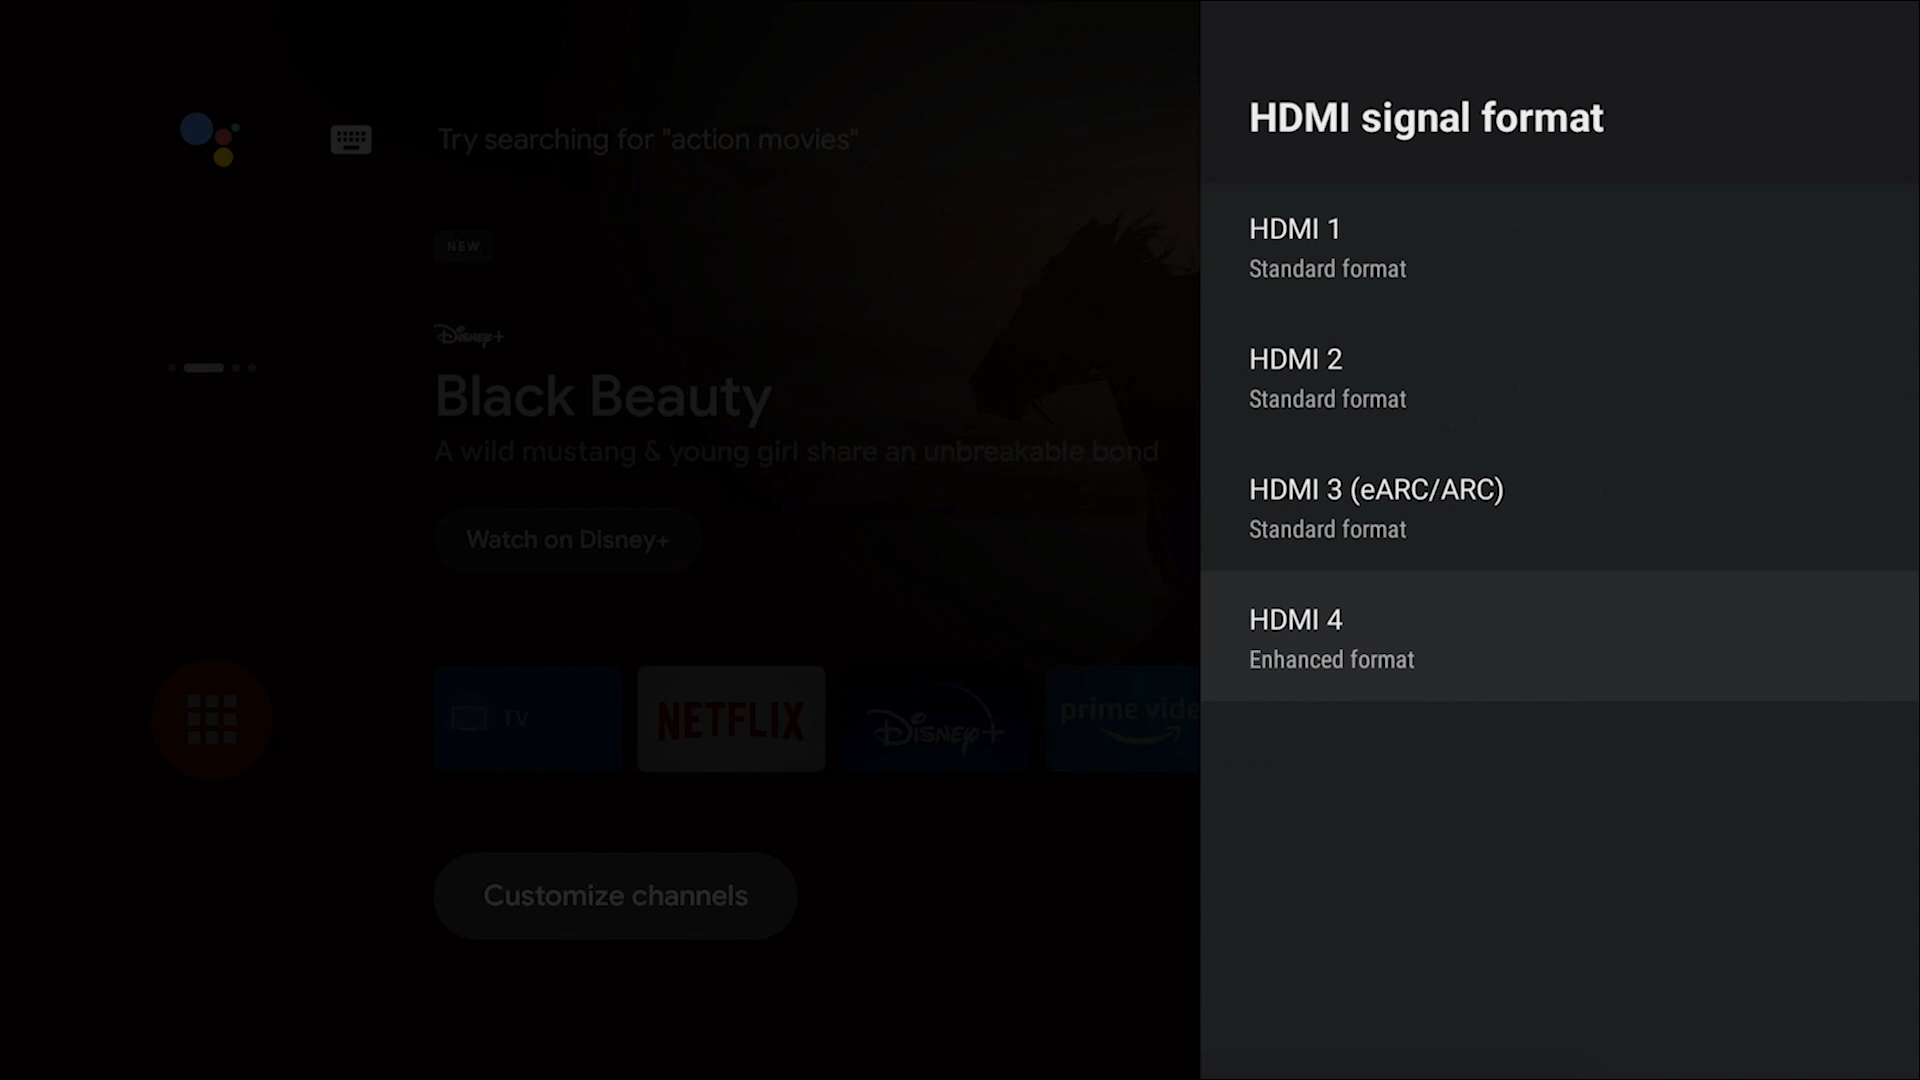 Try searching for "action movies"
NEW
Disney+
Black Beauty
A wild mustang & young girl share an unbreakable bond
Watch on Disney+
TV
NETFLIX
Disney+
prime vide
Customize channels
HDMI signal format
HDMI 1
Standard format
HDMI 2
Standard format
HDMI 3 (eARC/ARC)
Standard format
HDMI 4
Enhanced format